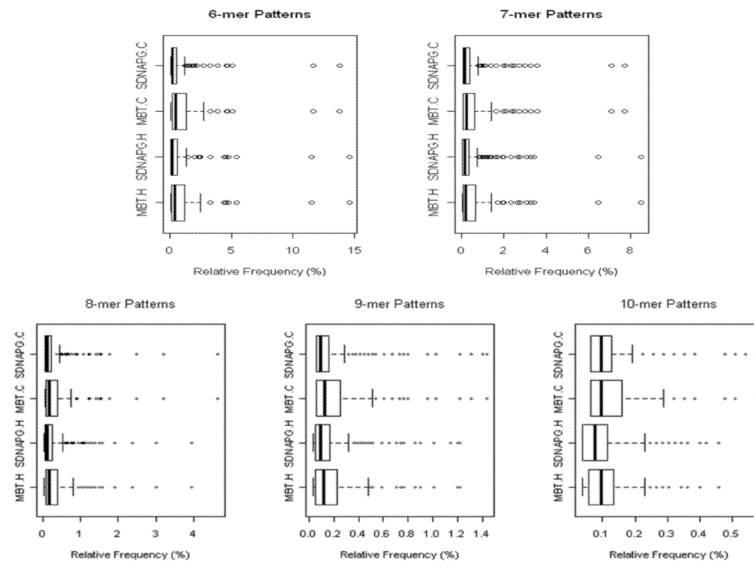 6-mer Patterns
SDNAPG.C
MBT.C
SDNAPG.H
MBT.H
0 5 10 15
Relative Frequency (%)
7-mer Patterns
SDNAPG.C
MBT.C
SDNAPG.H
MBT.H
0 2 4 6 8
Relative Frequency (%)
8-mer Patterns
SDNAPG.C
MBT.C
SDNAPG.H
MBT.H
0 1 2 3 4
Relative Frequency (%)
9-mer Patterns
SDNAPG.C
MBT.C
SDNAPG.H
MBT.H
0.0 0.2 0.4 0.6 0.8 1.0 1.2 1.4
Relative Frequency (%)
10-mer Patterns
SDNAPG.C
MBT.C
SDNAPG.H
MBT.H
0.1 0.2 0.3 0.4 0.5
Relative Frequency (%)